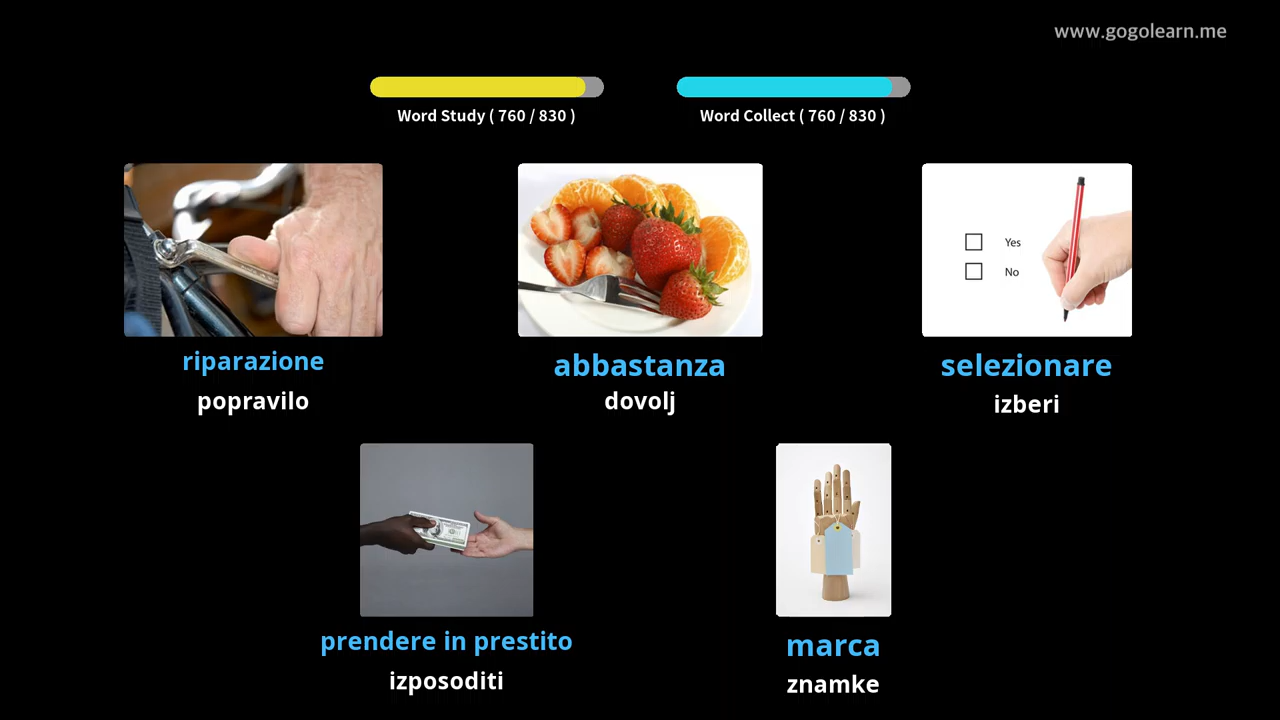 www.gogolearn.me
Word Study ( 760 / 830 )
Word Collect ( 760 / 830 )
Yes
No
riparazione
popravilo
abbastanza
dovolj
selezionare
izberi
prendere in prestito
izposoditi
marca
znamke